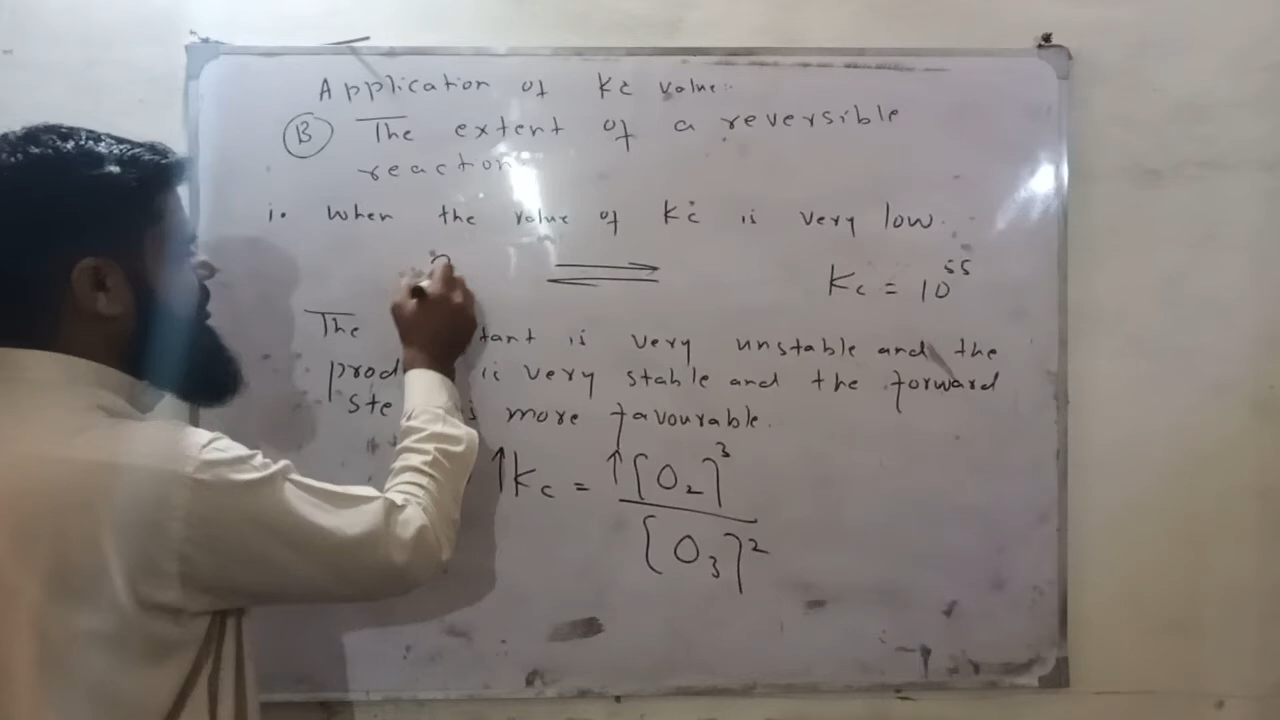 Application of Kc value:
B The extent of a reversible
reaction
i. When the value of Kc is very low.
2 ⇌ Kc = 10^55
The tant is very unstable and the
prod is very stable and the forward
Ste is more favourable.
↑Kc = ↑[O2]^3
[O3]^2